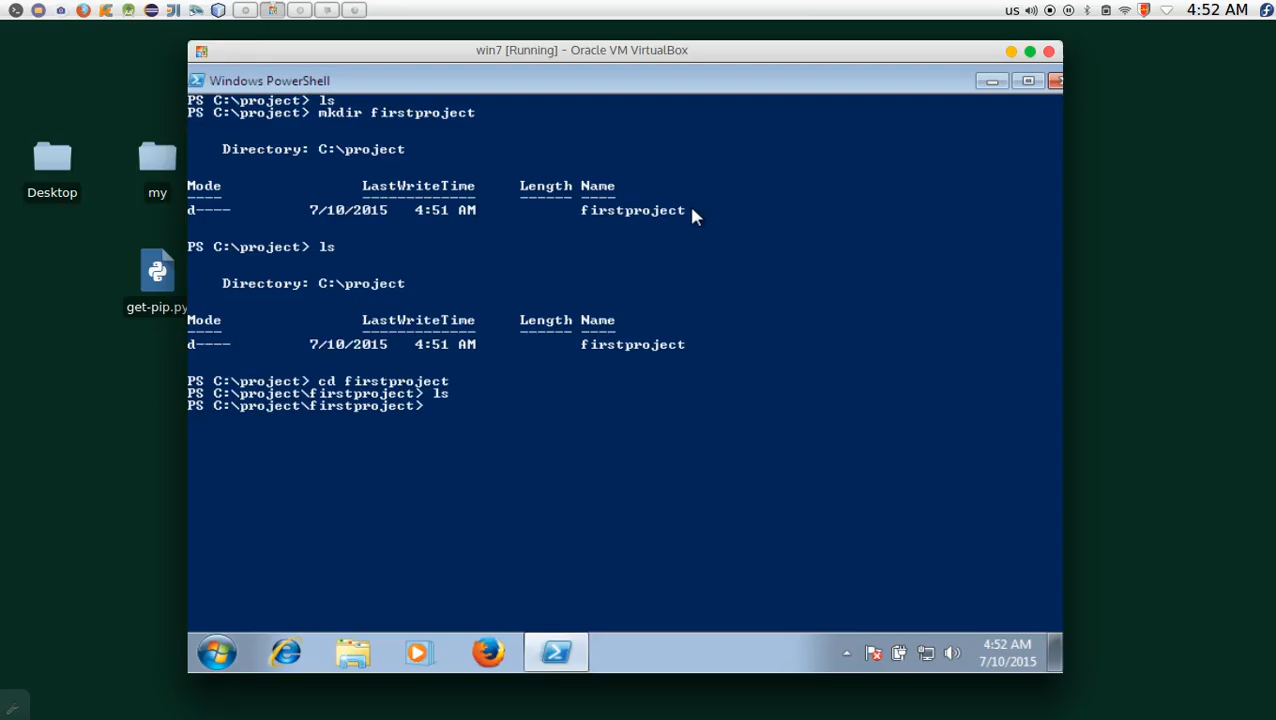 us 4:52 AM
win7 [Running] - Oracle VM VirtualBox
Windows PowerShell
PS C:\project> ls
PS C:\project> mkdir firstproject
Directory: C:\project
Mode LastWriteTime Length Name
---- ------------- ------ ----
d---- 7/10/2015 4:51 AM firstproject
PS C:\project> ls
Directory: C:\project
Mode LastWriteTime Length Name
---- ------------- ------ ----
d---- 7/10/2015 4:51 AM firstproject
PS C:\project> cd firstproject
PS C:\project\firstproject> ls
PS C:\project\firstproject>
Desktop
my
get-pip.py
4:52 AM
7/10/2015